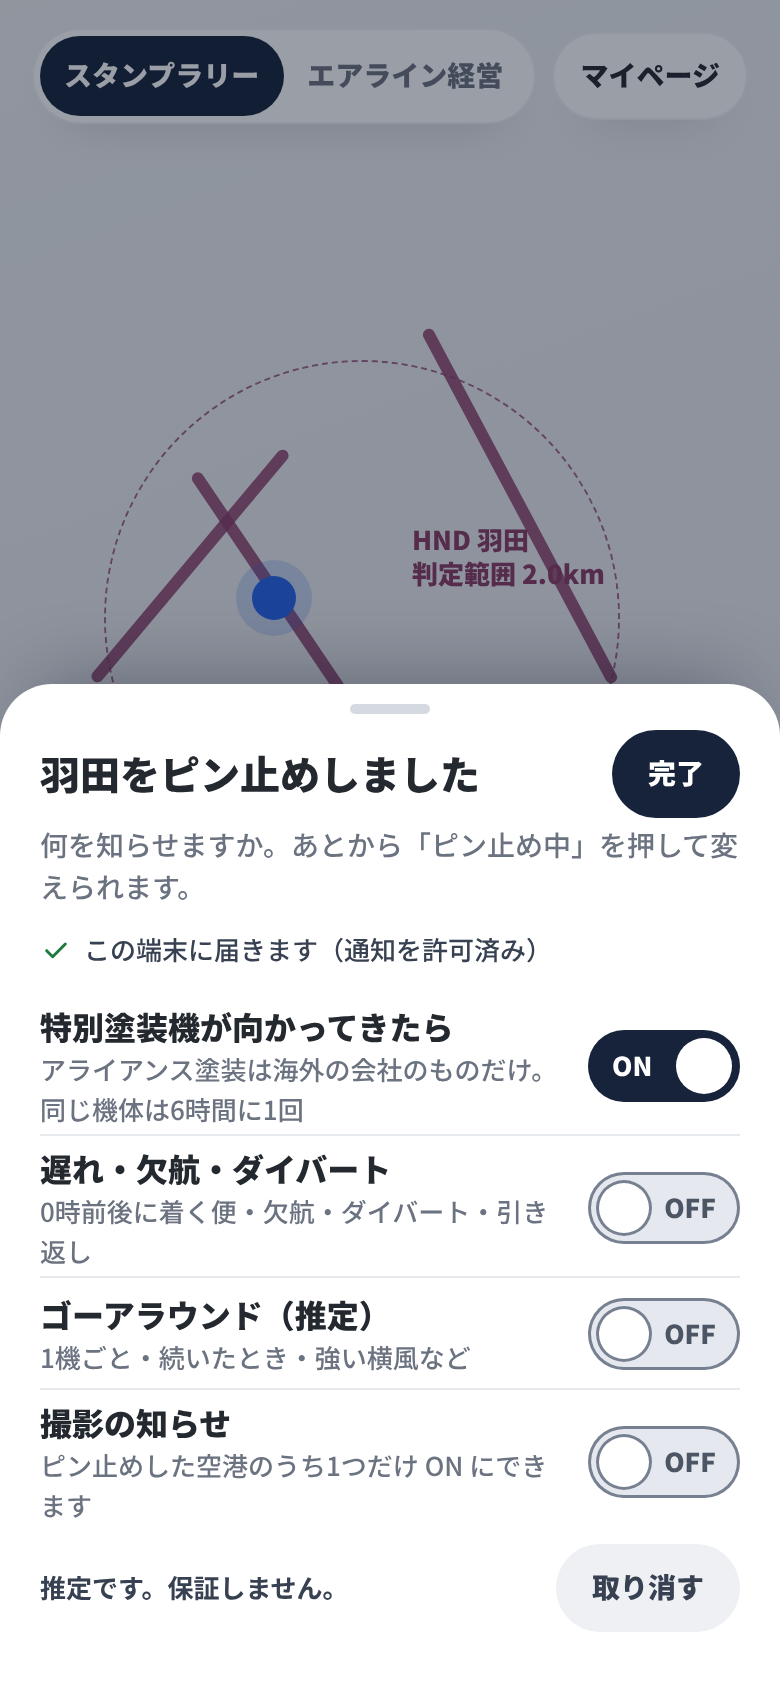 スタンプラリー
エアライン経営
マイページ
HND 羽田
判定範囲 2.0km
羽田をピン止めしました
完了
何を知らせますか。あとから「ピン止め中」を押して変
えられます。
この端末に届きます（通知を許可済み）
特別塗装機が向かってきたら
アライアンス塗装は海外の会社のものだけ。
同じ機体は6時間に1回
ON
遅れ・欠航・ダイバート
0時前後に着く便・欠航・ダイバート・引き
返し
OFF
ゴーアラウンド（推定）
1機ごと・続いたとき・強い横風など
OFF
撮影の知らせ
ピン止めした空港のうち1つだけ ON にでき
ます
OFF
推定です。保証しません。
取り消す